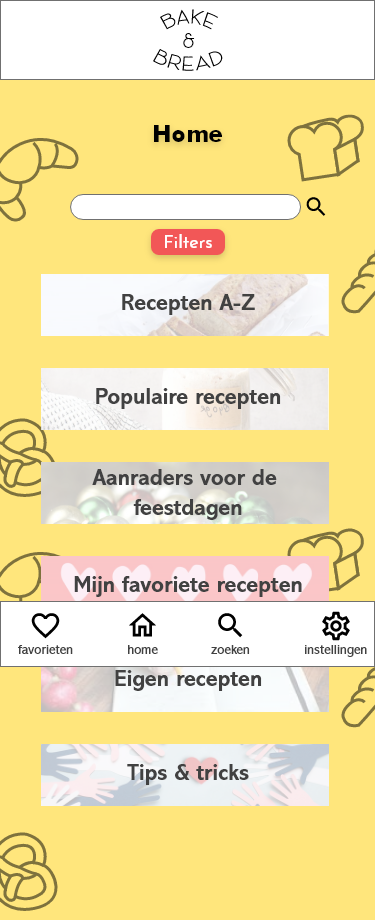 BAKE
&
BREAD
Home
Filters
Recepten A-Z
Populaire recepten
Aanraders voor de
feestdagen
Mijn favoriete recepten
favorieten home zoeken instellingen
Eigen recepten
Tips & tricks